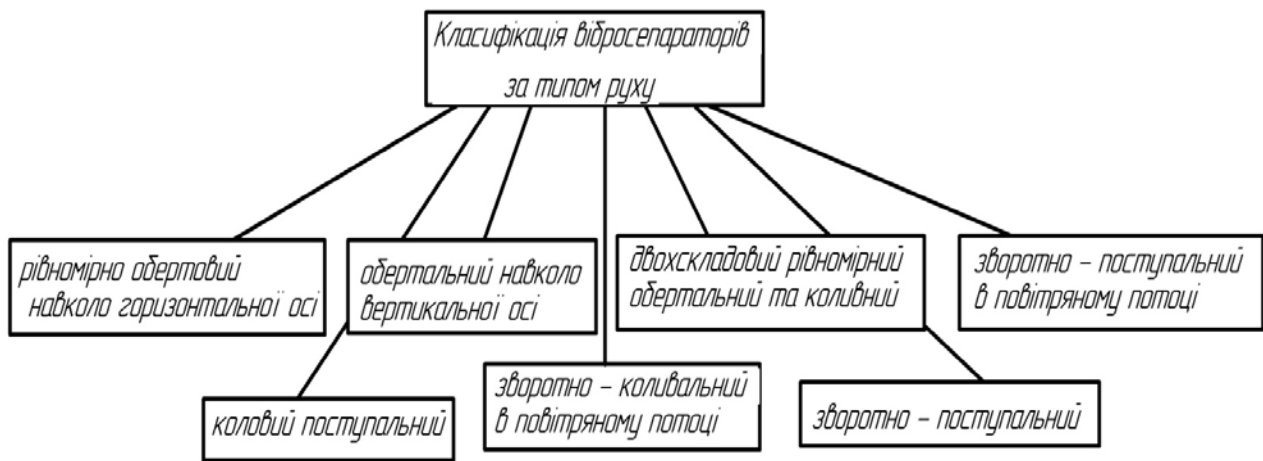 Класифікація вібросепараторів
за типом руху
рівномірно обертовий
навколо горизонтальної осі
обертальний навколо
вертикальної осі
двохскладовий рівномірний
обертальний та коливний
зворотно – поступальний
в повітряному потоці
коловий поступальний
зворотно – коливальний
в повітряному потоці
зворотно – поступальний